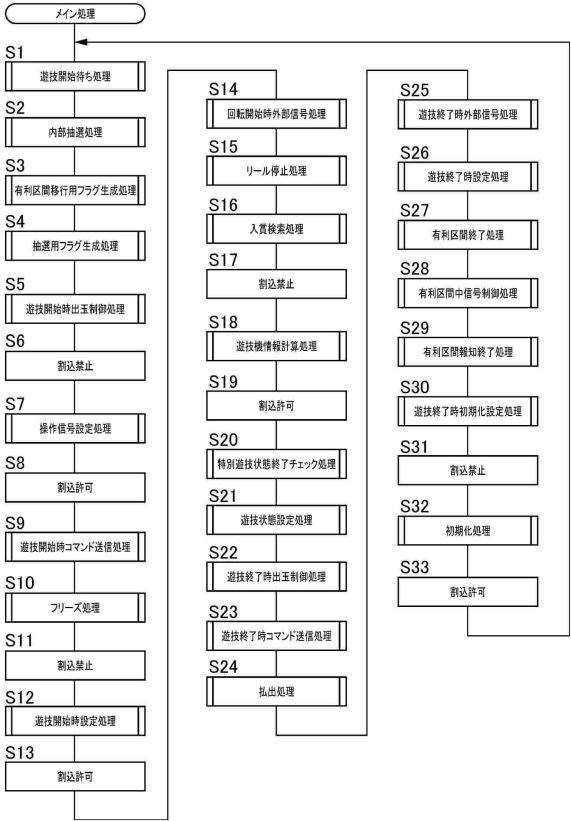 メイン処理
S1
遊技開始待ち処理
S2
内部抽選処理
S3
有利区間移行用フラグ生成処理
S4
抽選用フラグ生成処理
S5
遊技開始時出玉制御処理
S6
割込禁止
S7
操作信号設定処理
S8
割込許可
S9
遊技開始時コマンド送信処理
S10
フリーズ処理
S11
割込禁止
S12
遊技開始時設定処理
S13
割込許可
S14
回転開始時外部信号処理
S15
リール停止処理
S16
入賞検索処理
S17
割込禁止
S18
遊技機情報計算処理
S19
割込許可
S20
特別遊技状態終了チェック処理
S21
遊技状態設定処理
S22
遊技終了時出玉制御処理
S23
遊技終了時コマンド送信処理
S24
払出処理
S25
遊技終了時外部信号処理
S26
遊技終了時設定処理
S27
有利区間終了処理
S28
有利区間中信号制御処理
S29
有利区間報知終了処理
S30
遊技終了時初期化設定処理
S31
割込禁止
S32
初期化処理
S33
割込許可